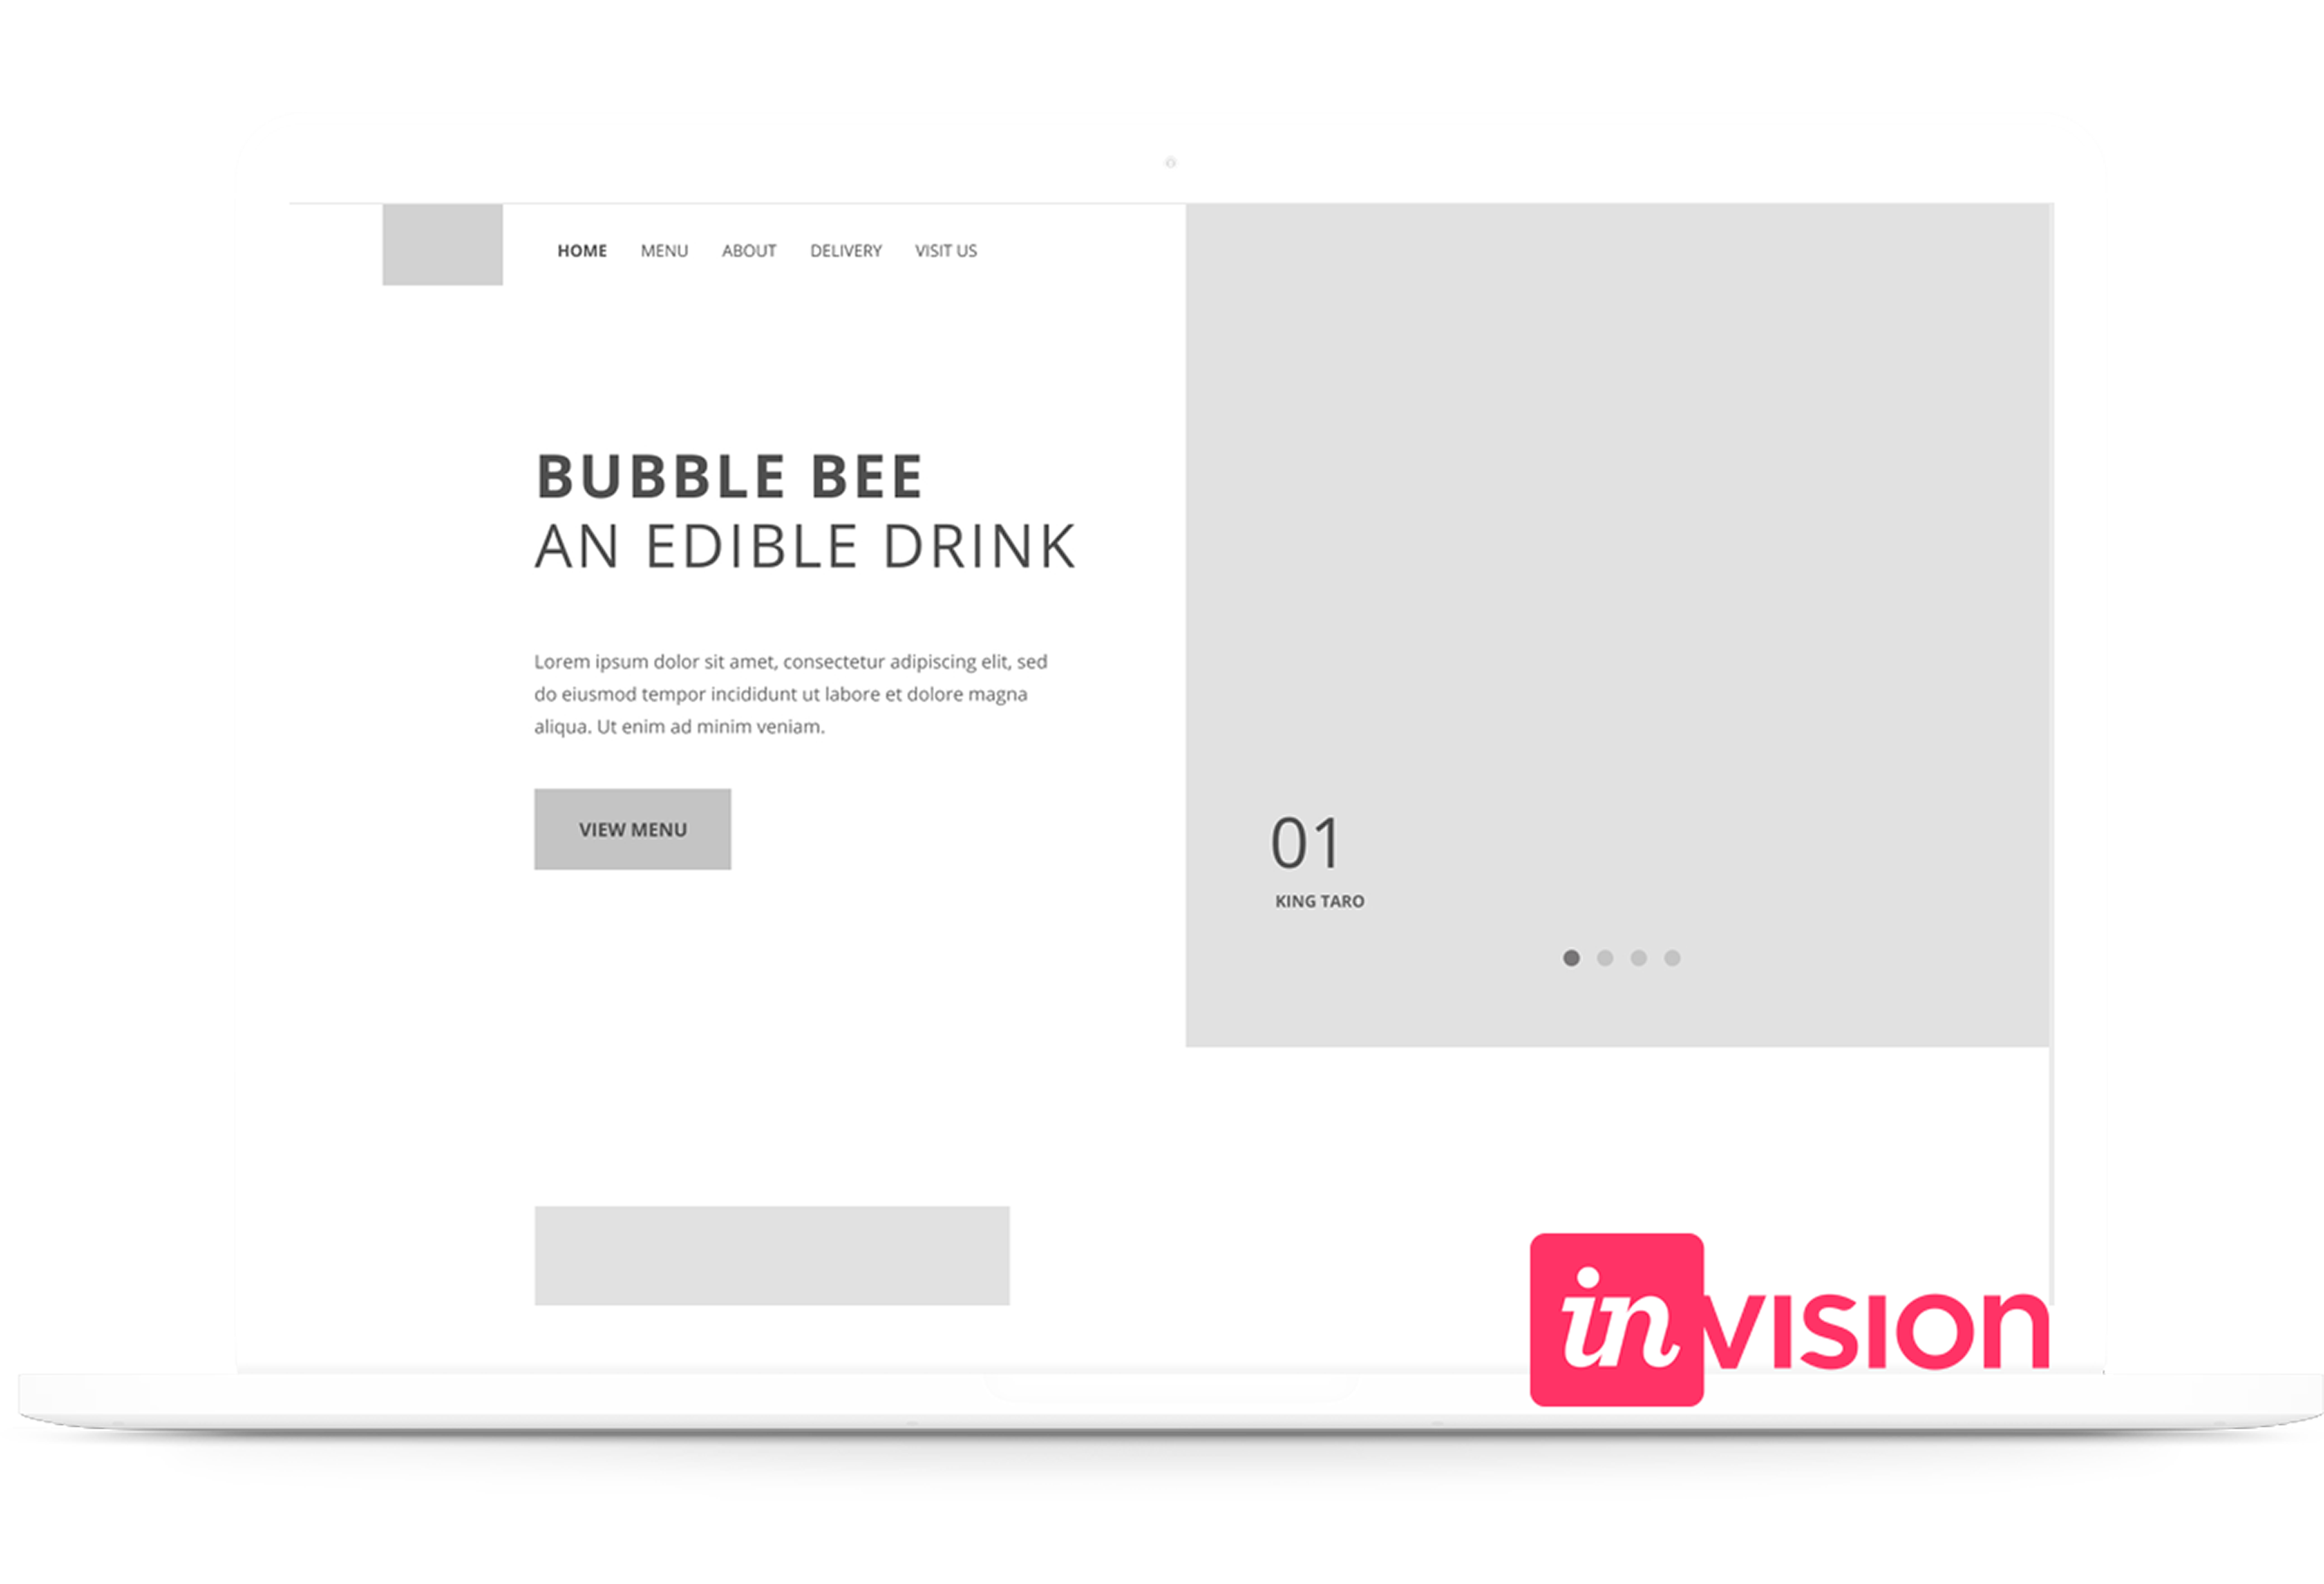 HOME MENU ABOUT DELIVERY VISIT US
BUBBLE BEE
AN EDIBLE DRINK
Lorem ipsum dolor sit amet, consectetur adipiscing elit, sed
do eiusmod tempor incididunt ut labore et dolore magna
aliqua. Ut enim ad minim veniam.
VIEW MENU
01
KING TARO
invision